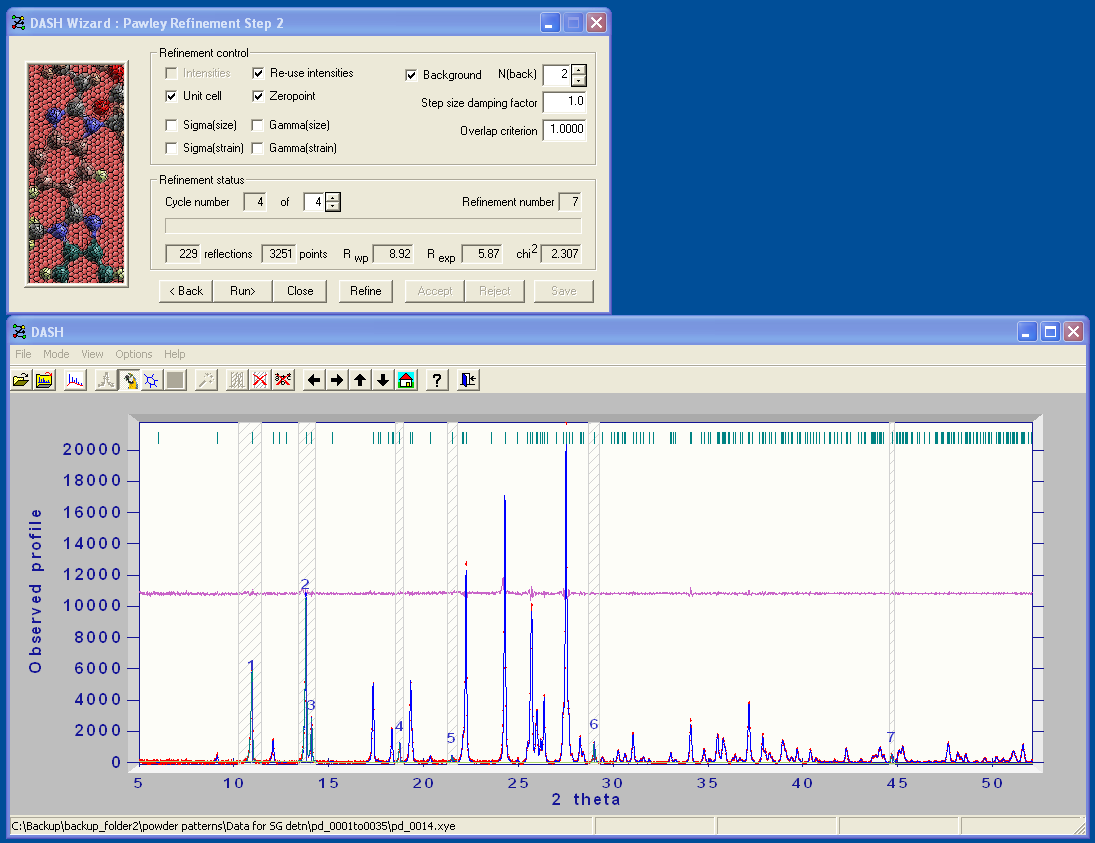 DASH Wizard : Pawley Refinement Step 2
Refinement control
Intensities Re-use intensities Background N(back) 2
Unit cell Zeropoint Step size damping factor 1.0
Sigma(size) Gamma(size) Overlap criterion 1.0000
Sigma(strain) Gamma(strain)
Refinement status
Cycle number 4 of 4 Refinement number 7
229 reflections 3251 points R wp 8.92 R exp 5.87 chi2 2.307
< Back Run> Close Refine Accept Reject Save
DASH
File Mode View Options Help
?
Observed profile
20000
18000
16000
14000
12000
10000
8000
6000
4000
2000
0
1
2
3
4
5
6
7
5 10 15 20 25 30 35 40 45 50
2 theta
C:\Backup\backup_folder2\powder patterns\Data for SG detn\pd_0001to0035\pd_0014.xye